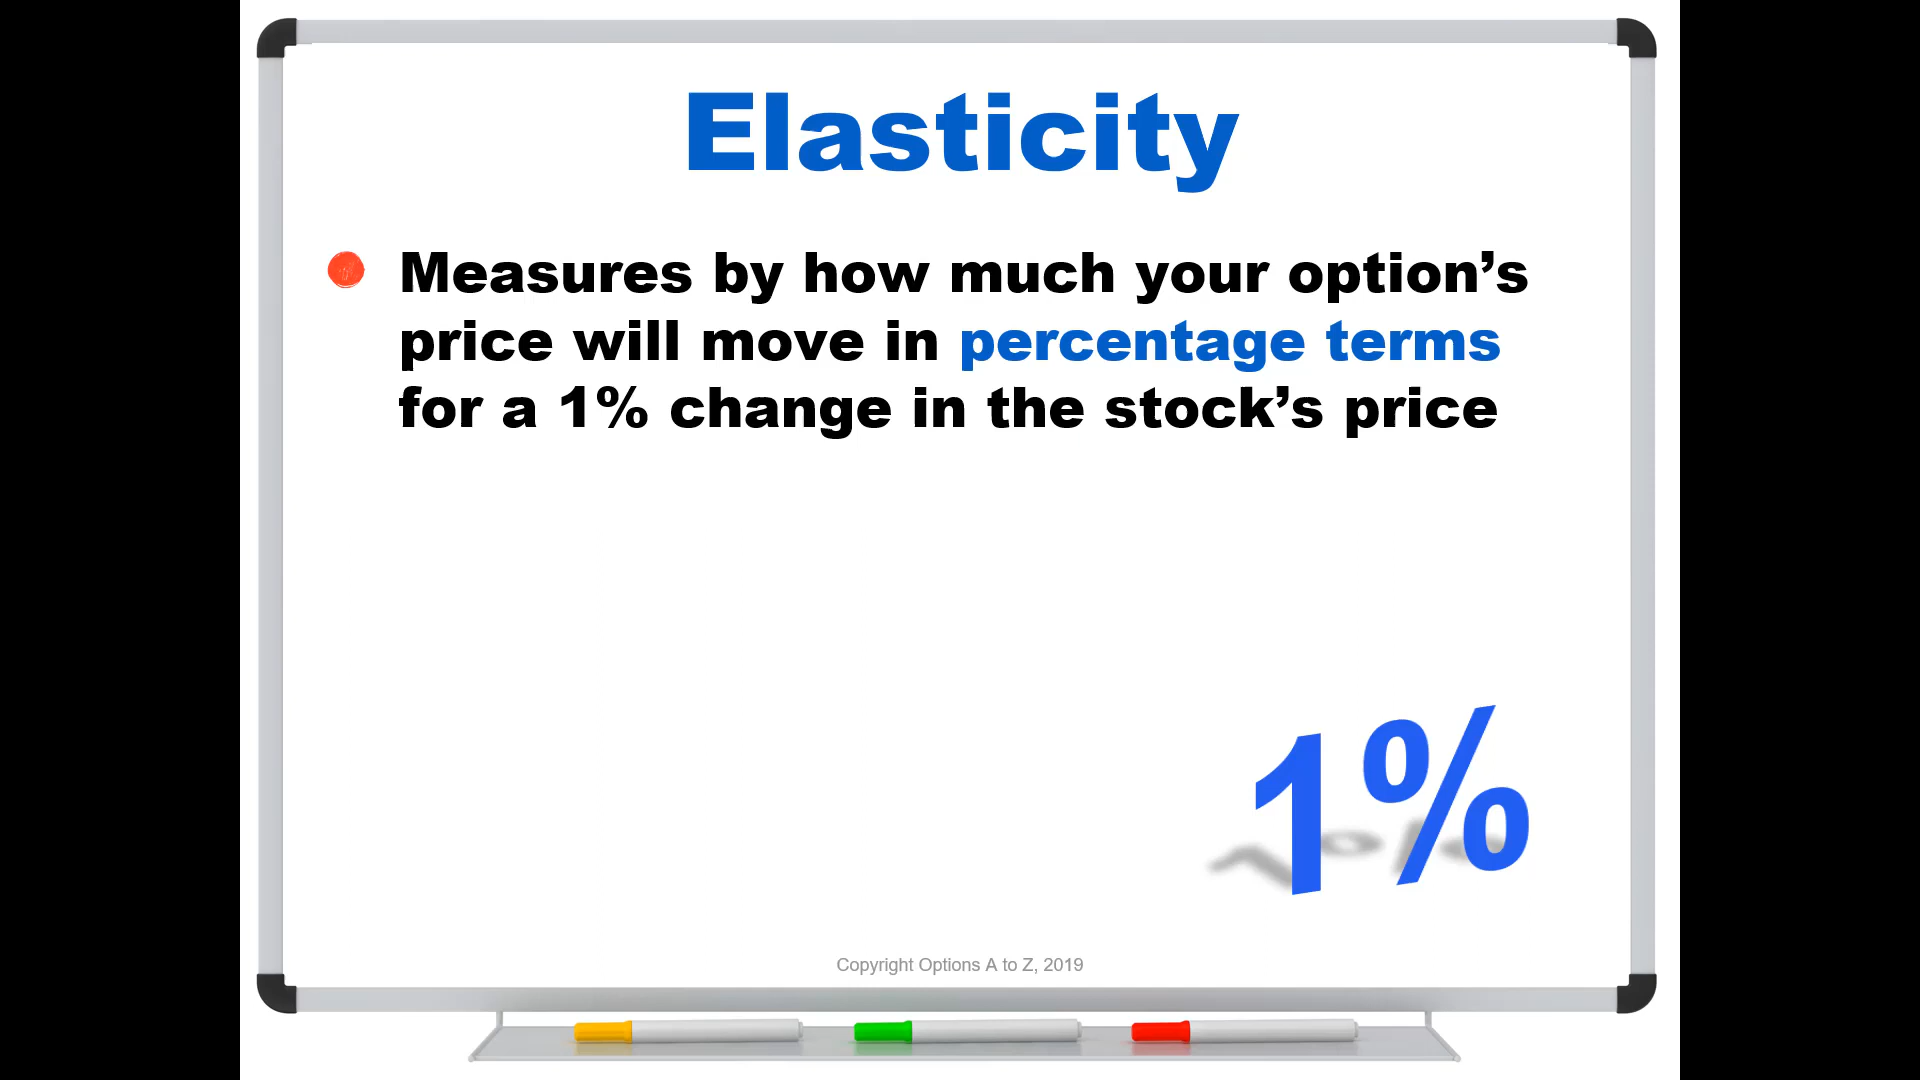 Elasticity
Measures by how much your option’s
price will move in percentage terms
for a 1% change in the stock’s price
1%
Copyright Options A to Z, 2019